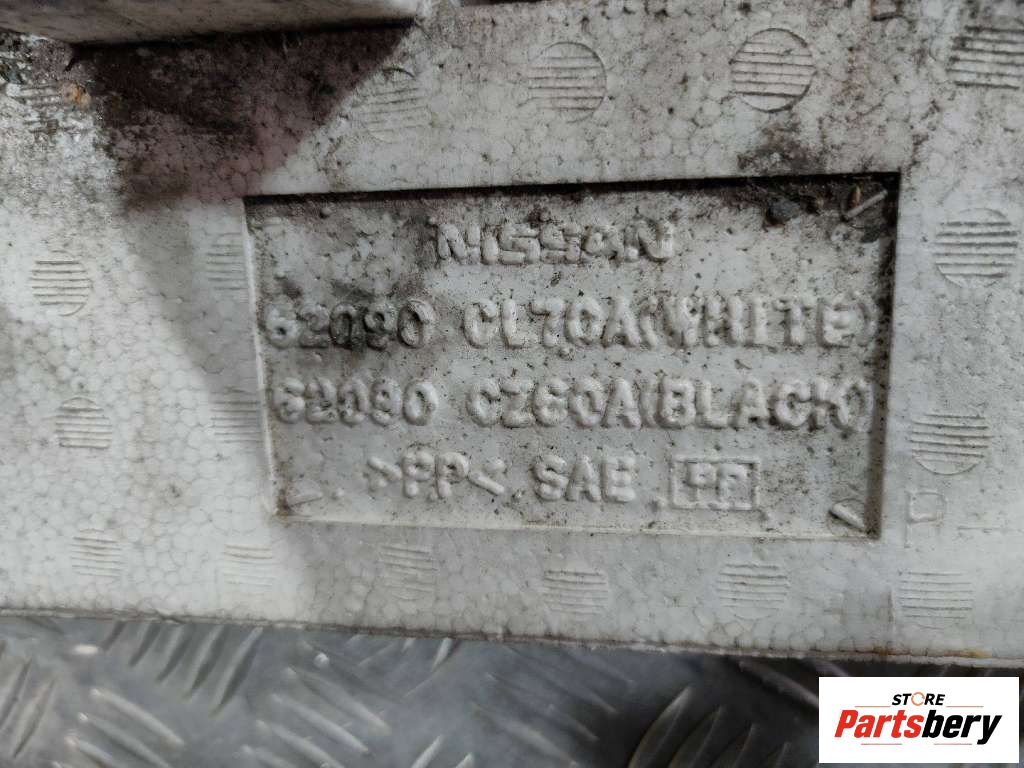 NISSAN
62090 CL70A(WHITE)
62090 CZ60A(BLACK)
>PP< SAE PP
STORE
Partsbery